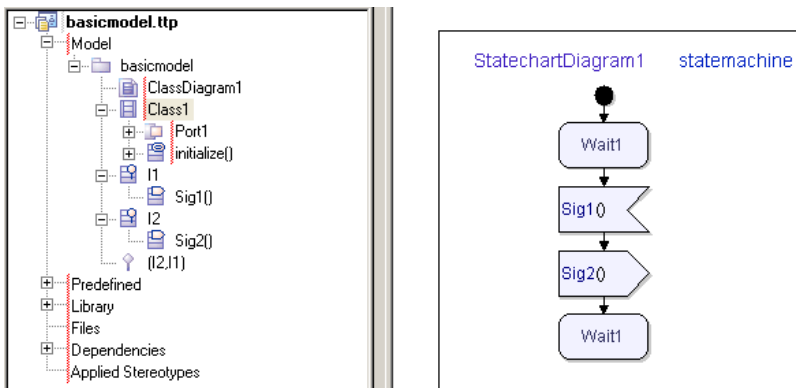 basicmodel.ttp
Model
basicmodel
ClassDiagram1
Class1
Port1
initialize()
I1
Sig1()
I2
Sig2()
(I2,I1)
Predefined
Library
Files
Dependencies
Applied Stereotypes
StatechartDiagram1 statemachine
Wait1
Sig1()
Sig2()
Wait1